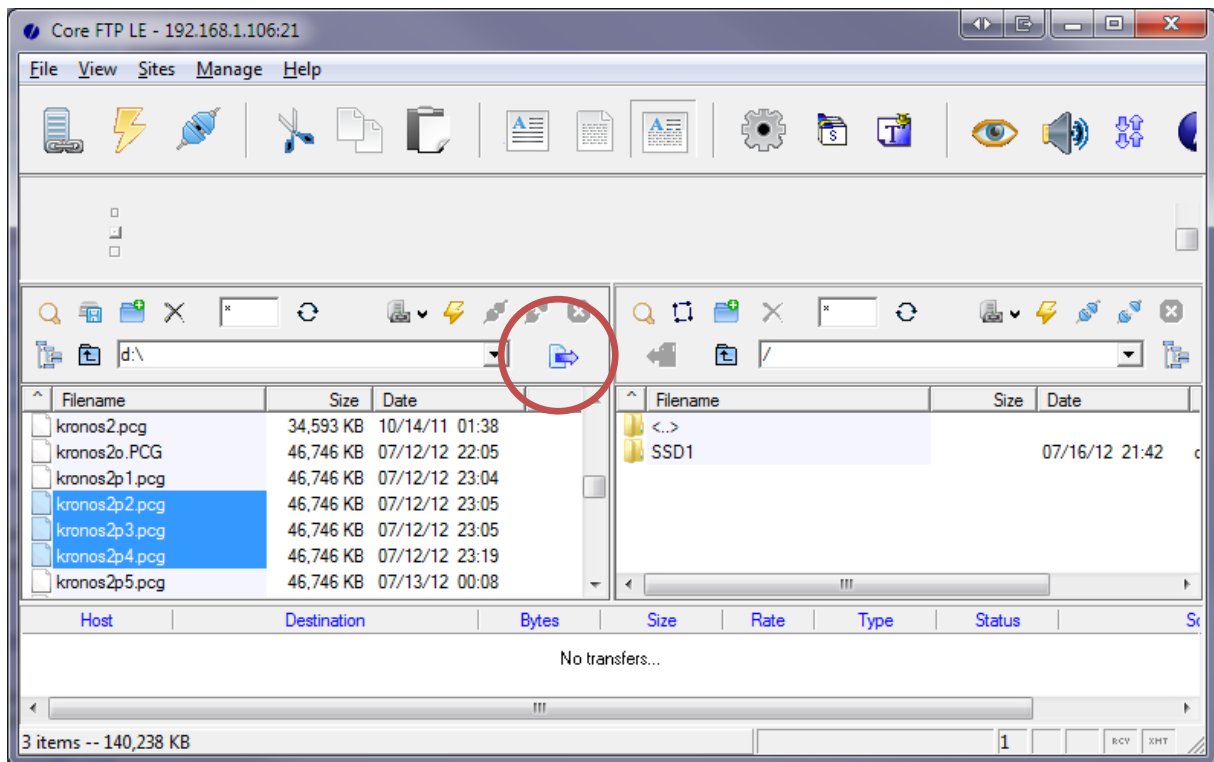 Core FTP LE - 192.168.1.106:21
File View Sites Manage Help
* *
d:\ /
^ Filename Size Date
kronos2.pcg 34,593 KB 10/14/11 01:38
kronos2o.PCG 46,746 KB 07/12/12 22:05
kronos2p1.pcg 46,746 KB 07/12/12 23:04
kronos2p2.pcg 46,746 KB 07/12/12 23:05
kronos2p3.pcg 46,746 KB 07/12/12 23:05
kronos2p4.pcg 46,746 KB 07/12/12 23:19
kronos2p5.pcg 46,746 KB 07/13/12 00:08
^ Filename Size Date
<..>
SSD1 07/16/12 21:42
Host Destination Bytes Size Rate Type Status
No transfers...
3 items -- 140,238 KB 1 RCV XMT